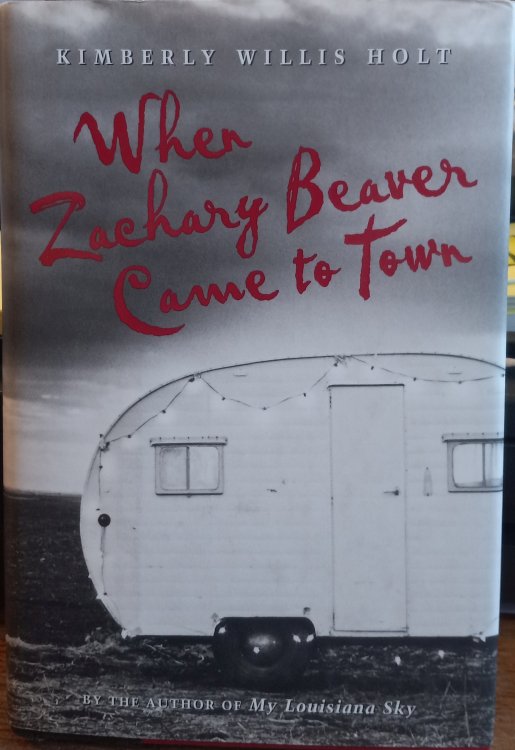 KIMBERLY WILLIS HOLT
When
Zachary Beaver
Came to Town
BY THE AUTHOR OF My Louisiana Sky